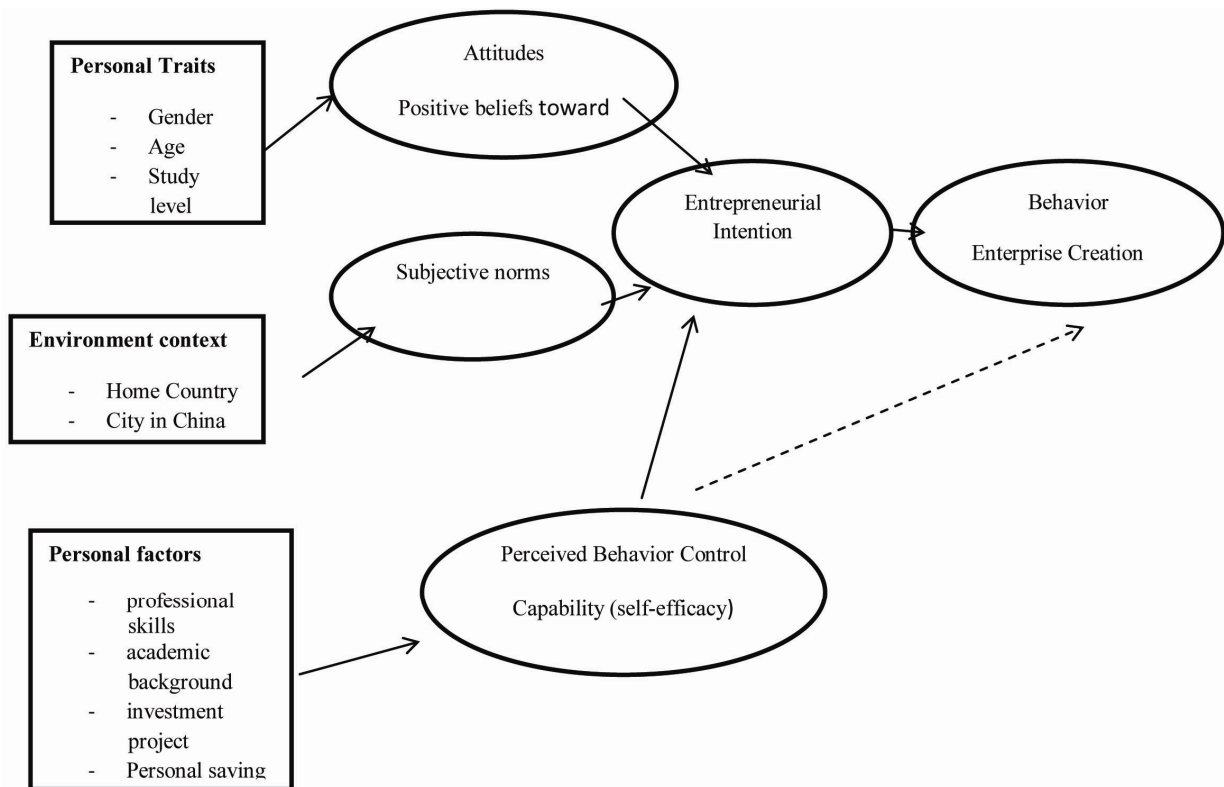 Personal Traits
- Gender
- Age
- Study
level
Attitudes
Positive beliefs toward
Entrepreneurial
Intention
Behavior
Enterprise Creation
Subjective norms
Environment context
- Home Country
- City in China
Personal factors
- professional
skills
- academic
background
- investment
project
- Personal saving
Perceived Behavior Control
Capability (self-efficacy)